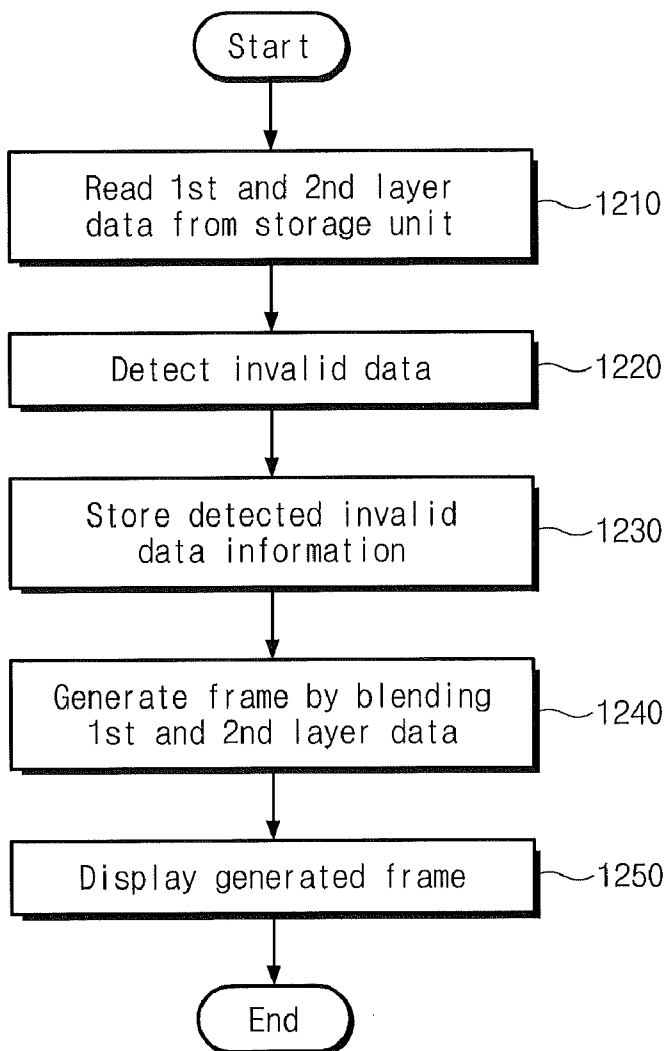 Start
Read 1st and 2nd layer
data from storage unit
1210
Detect invalid data
1220
Store detected invalid
data information
1230
Generate frame by blending
1st and 2nd layer data
1240
Display generated frame
1250
End